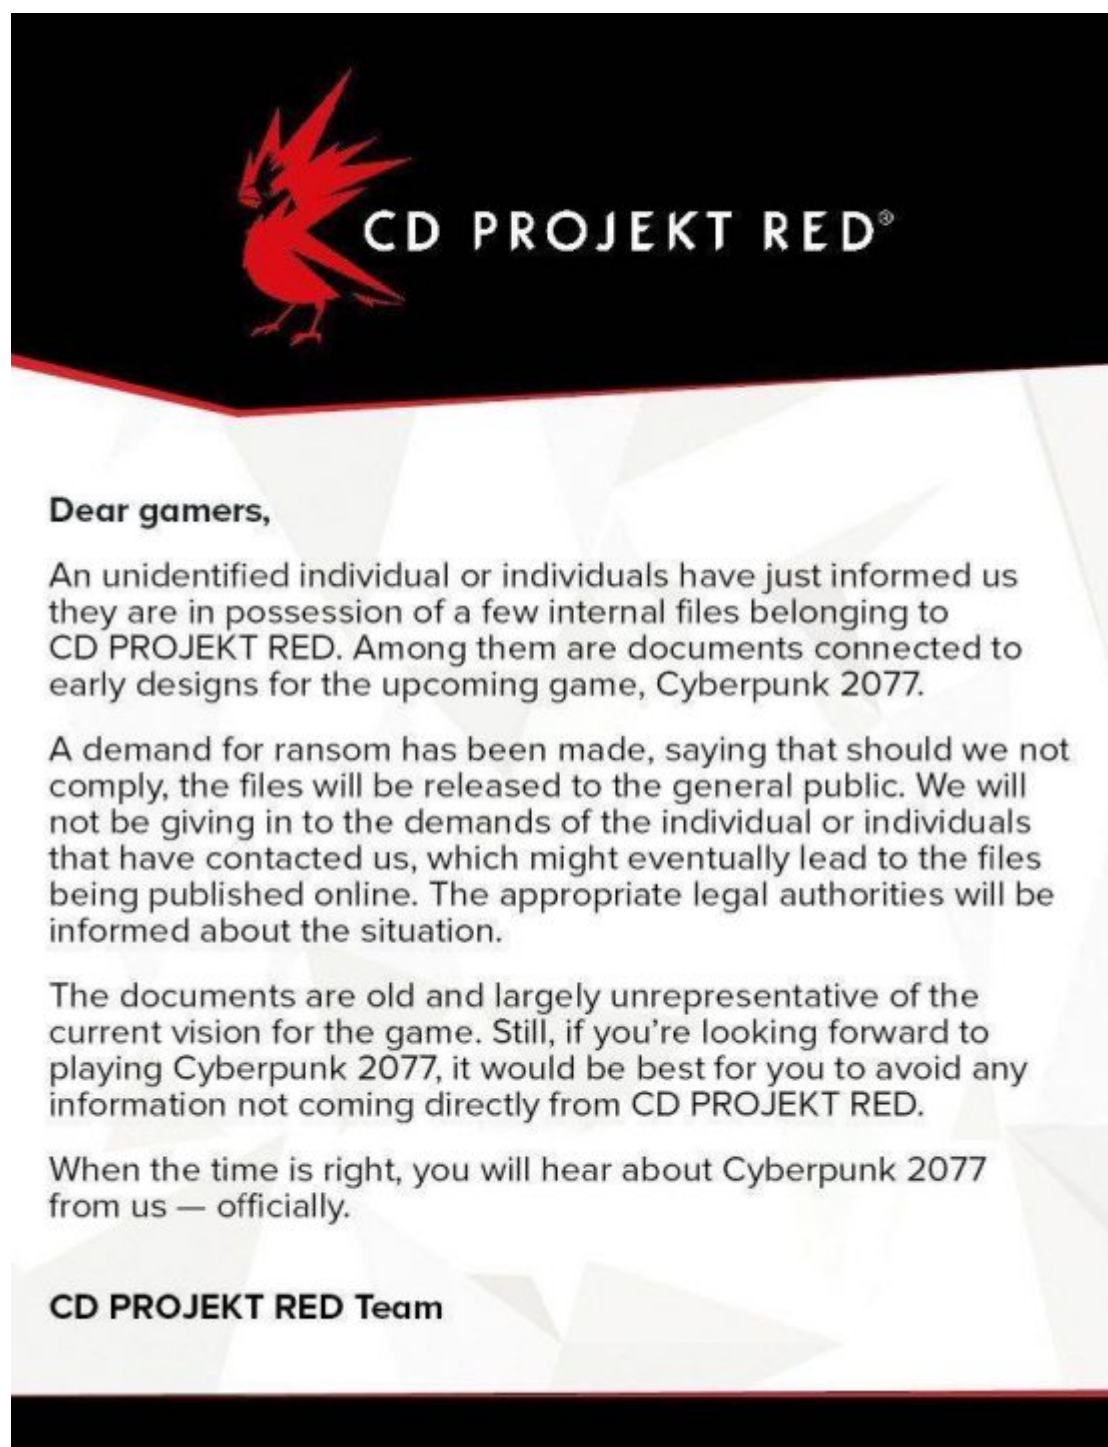 CD PROJEKT RED®
Dear gamers,
An unidentified individual or individuals have just informed us
they are in possession of a few internal files belonging to
CD PROJEKT RED. Among them are documents connected to
early designs for the upcoming game, Cyberpunk 2077.
A demand for ransom has been made, saying that should we not
comply, the files will be released to the general public. We will
not be giving in to the demands of the individual or individuals
that have contacted us, which might eventually lead to the files
being published online. The appropriate legal authorities will be
informed about the situation.
The documents are old and largely unrepresentative of the
current vision for the game. Still, if you’re looking forward to
playing Cyberpunk 2077, it would be best for you to avoid any
information not coming directly from CD PROJEKT RED.
When the time is right, you will hear about Cyberpunk 2077
from us — officially.
CD PROJEKT RED Team